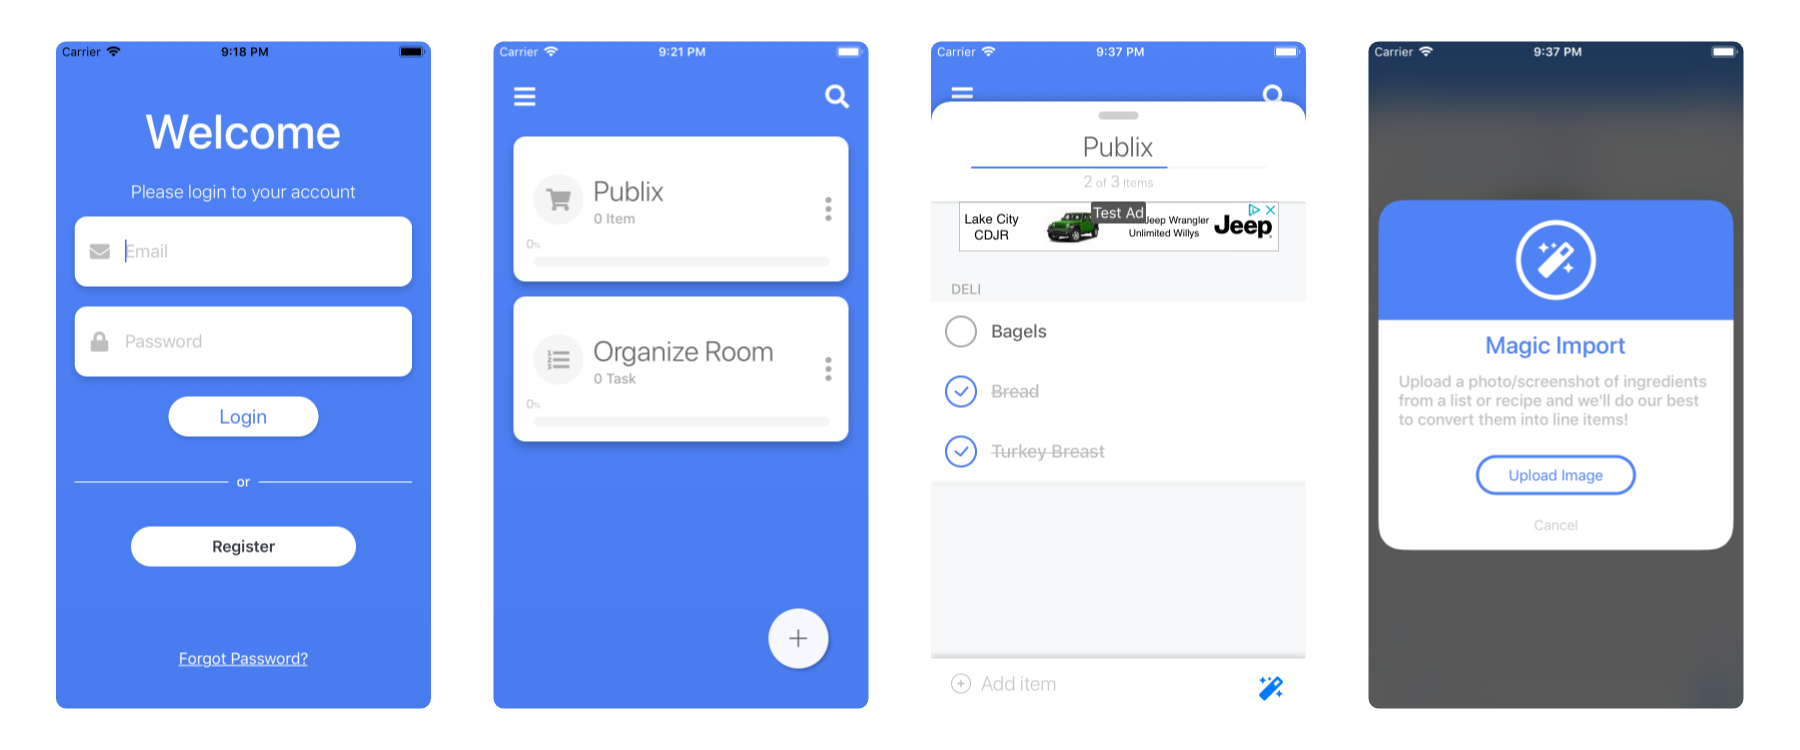 Carrier
9:18 PM
Welcome
Please login to your account
Email
Password
Login
or
Register
Forgot Password?
Carrier
9:21 PM
Publix
0 Item
0%
Organize Room
0 Task
0%
Carrier
9:37 PM
Publix
2 of 3 Items
Lake City
CDJR
Test Ad
Jeep Wrangler
Unlimited Willys
Jeep
DELI
Bagels
Bread
Turkey Breast
Add item
Carrier
9:37 PM
Magic Import
Upload a photo/screenshot of ingredients
from a list or recipe and we'll do our best
to convert them into line items!
Upload Image
Cancel